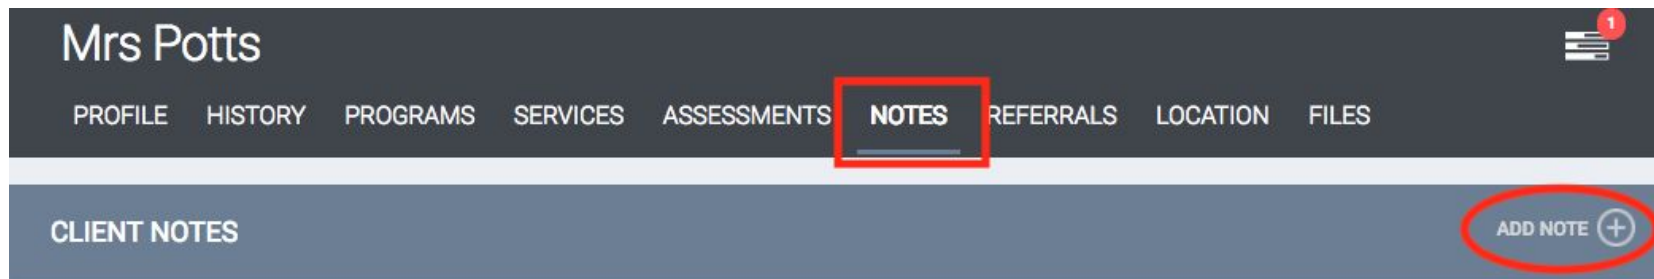 Mrs Potts
1
PROFILE HISTORY PROGRAMS SERVICES ASSESSMENTS NOTES REFERRALS LOCATION FILES
CLIENT NOTES ADD NOTE